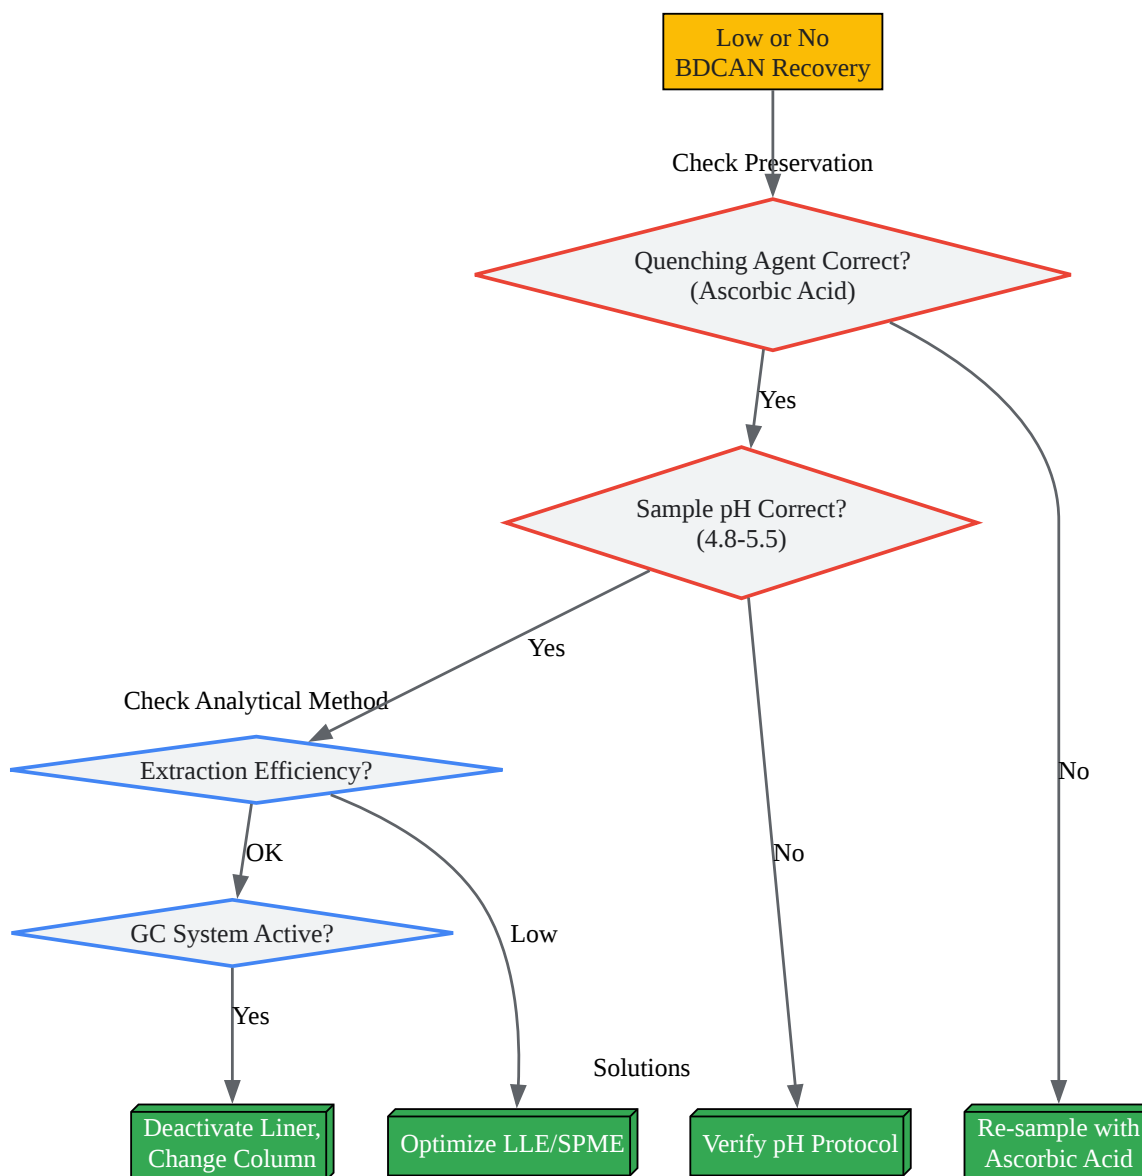 Low or No
BDCAN Recovery
Check Preservation
Quenching Agent Correct?
(Ascorbic Acid)
Yes
Sample pH Correct?
(4.8-5.5)
Yes
Check Analytical Method
Extraction Efficiency?
No
OK
No
GC System Active?
Low
Yes
Solutions
Deactivate Liner,
Change Column
Optimize LLE/SPME
Verify pH Protocol
Re-sample with
Ascorbic Acid